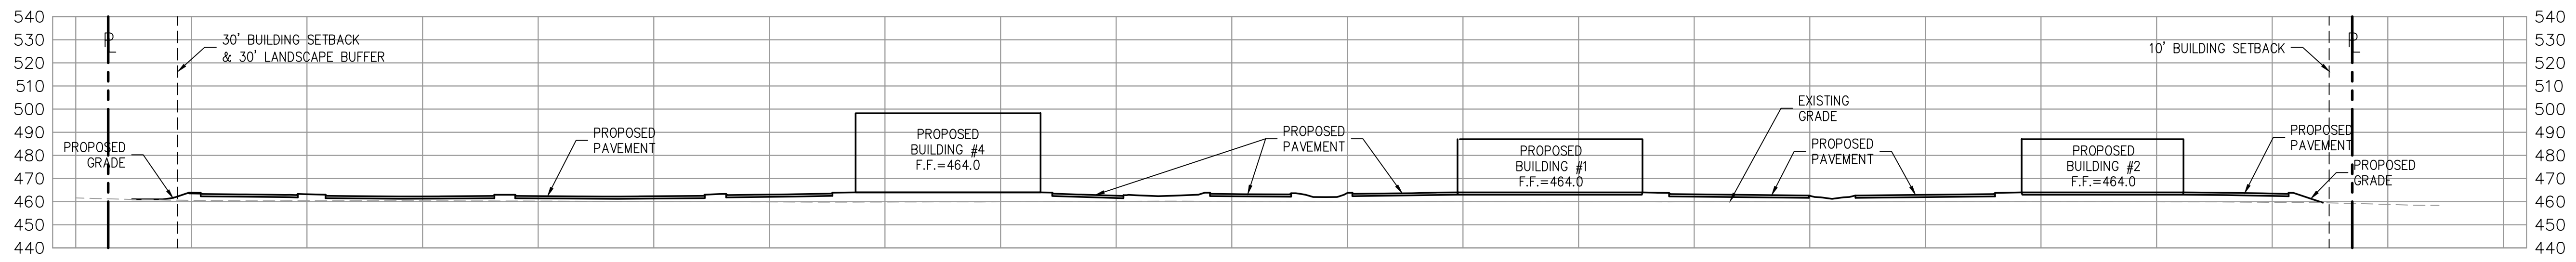 540
530
520
510
500
490
480
470
460
450
440
PL
30' BUILDING SETBACK
& 30' LANDSCAPE BUFFER
PROPOSED
GRADE
PROPOSED
PAVEMENT
PROPOSED
BUILDING #4
F.F.=464.0
PROPOSED
PAVEMENT
PROPOSED
BUILDING #1
F.F.=464.0
EXISTING
GRADE
PROPOSED
PAVEMENT
PROPOSED
BUILDING #2
F.F.=464.0
10' BUILDING SETBACK
PL
PROPOSED
PAVEMENT
PROPOSED
GRADE
540
530
520
510
500
490
480
470
460
450
440